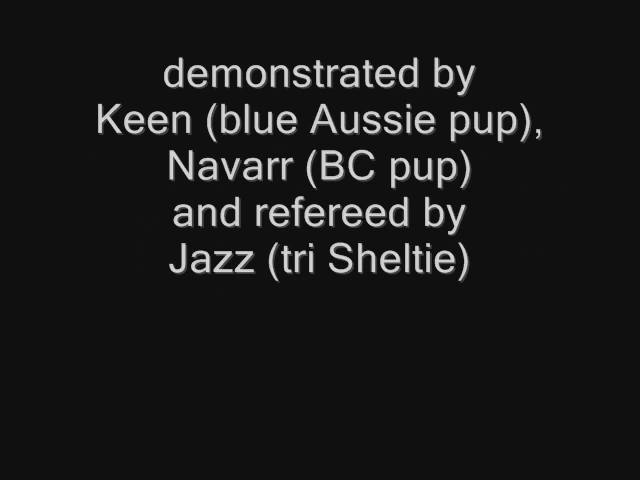 demonstrated by
Keen (blue Aussie pup),
Navarr (BC pup)
and refereed by
Jazz (tri Sheltie)